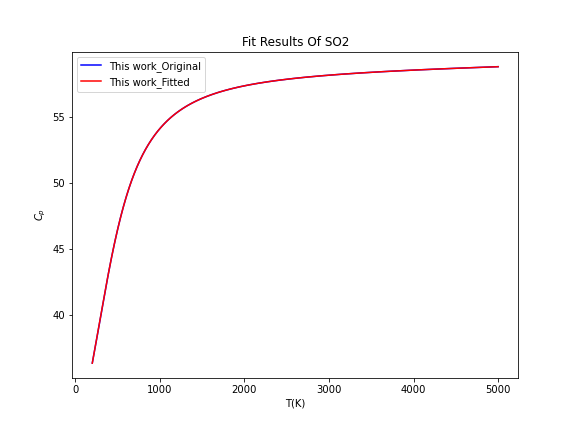 Fit Results Of SO2
This work_Original
This work_Fitted
55
50
45
40
C_p
0
1000
2000
3000
4000
5000
T(K)